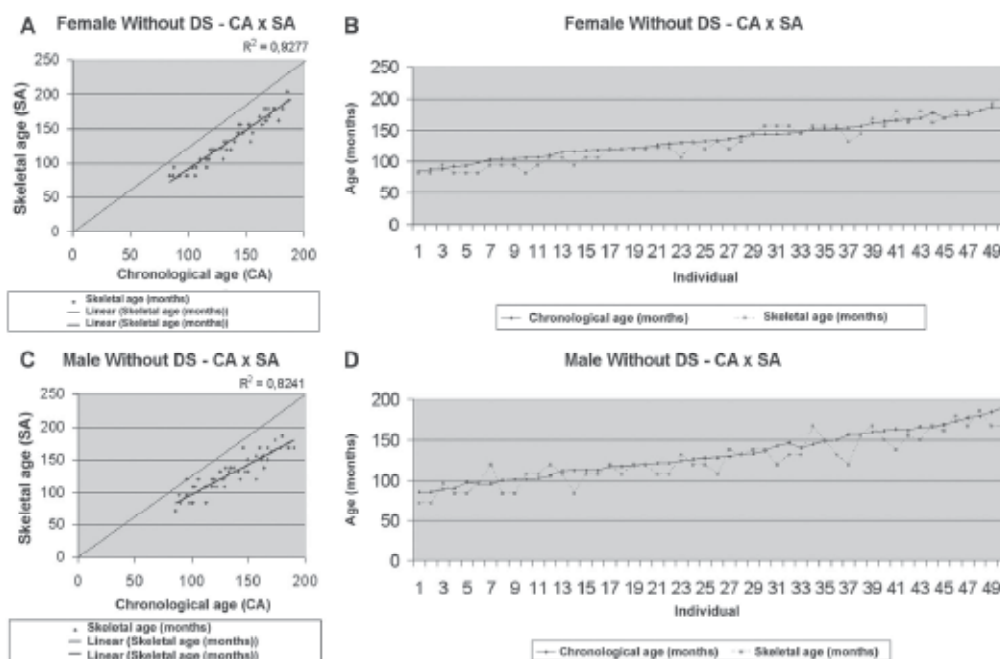 A Female Without DS - CA x SA
R² = 0,9277
Skeletal age (SA)
250
200
150
100
50
0
0 50 100 150 200
Chronological age (CA)
Skeletal age (months)
Linear (Skeletal age (months))
Linear (Skeletal age (months))
B Female Without DS - CA x SA
Age (months)
250
200
150
100
50
0
1 3 5 7 9 11 13 15 17 19 21 23 25 27 29 31 33 35 37 39 41 43 45 47 49
Individual
Chronological age (months) Skeletal age (months)
C Male Without DS - CA x SA
R² = 0,8241
Skeletal age (SA)
250
200
150
100
50
0
0 50 100 150 200
Chronological age (CA)
Skeletal age (months)
Linear (Skeletal age (months))
Linear (Skeletal age (months))
D Male Without DS - CA x SA
Age (months)
200
150
100
50
0
1 3 5 7 9 11 13 15 17 19 21 23 25 27 29 31 33 35 37 39 41 43 45 47 49
Individual
Chronological age (months) Skeletal age (months)